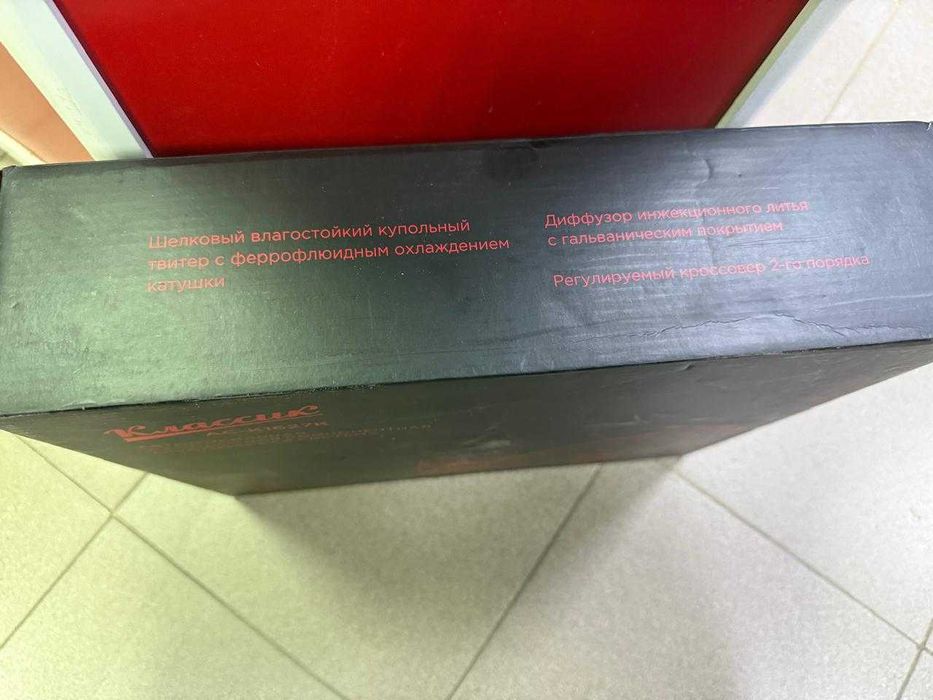 Шелковый влагостойкий купольный
твитер с феррофлюидным охлаждением
катушки
Диффузор инжекционного литья
с гальваническим покрытием
Регулируемый кроссовер 2-го порядка
Классик